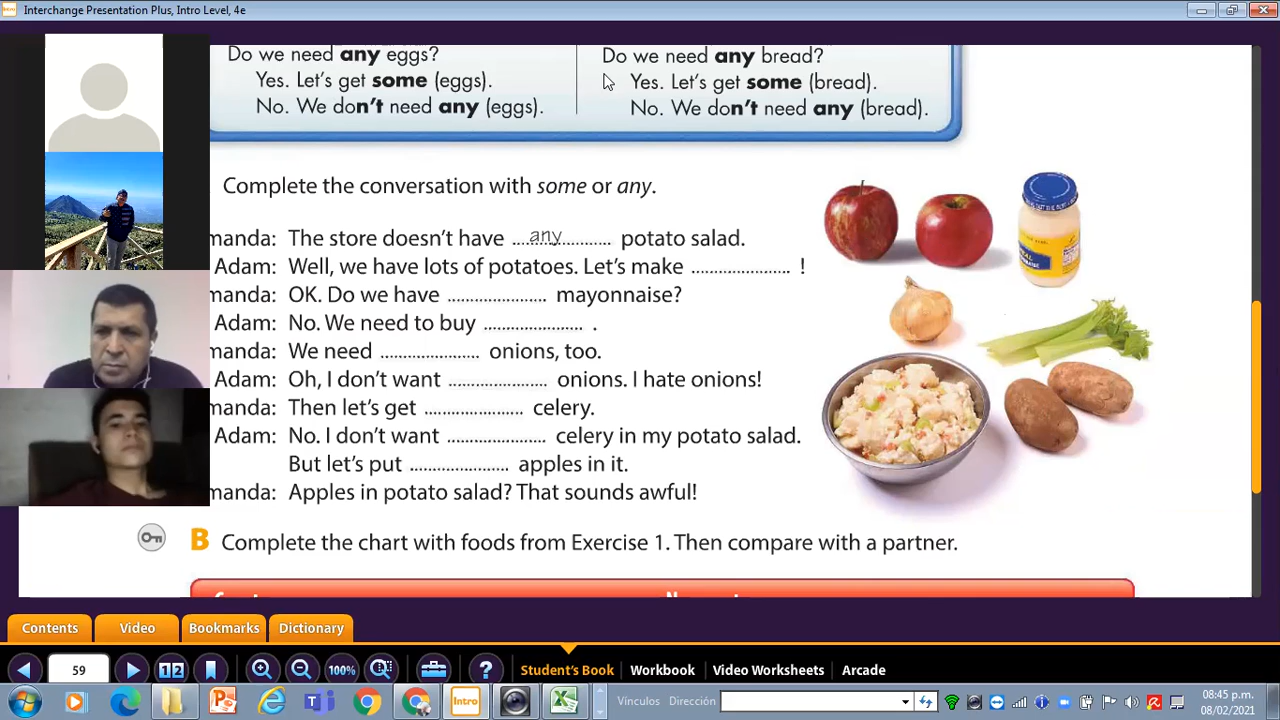 Interchange Presentation Plus, Intro Level, 4e
Do we need any eggs?
Yes. Let's get some (eggs).
No. We don't need any (eggs).
Do we need any bread?
Yes. Let's get some (bread).
No. We don't need any (bread).
Complete the conversation with some or any.
manda: The store doesn't have any potato salad.
Adam: Well, we have lots of potatoes. Let's make ..................... !
manda: OK. Do we have ..................... mayonnaise?
Adam: No. We need to buy ..................... .
manda: We need ..................... onions, too.
Adam: Oh, I don't want ..................... onions. I hate onions!
manda: Then let's get ..................... celery.
Adam: No. I don't want ..................... celery in my potato salad.
But let's put ..................... apples in it.
manda: Apples in potato salad? That sounds awful!
B Complete the chart with foods from Exercise 1. Then compare with a partner.
Contents Video Bookmarks Dictionary
59 1 2 100% ? Student's Book Workbook Video Worksheets Arcade
Intro Vínculos Dirección 08:45 p.m.
08/02/2021